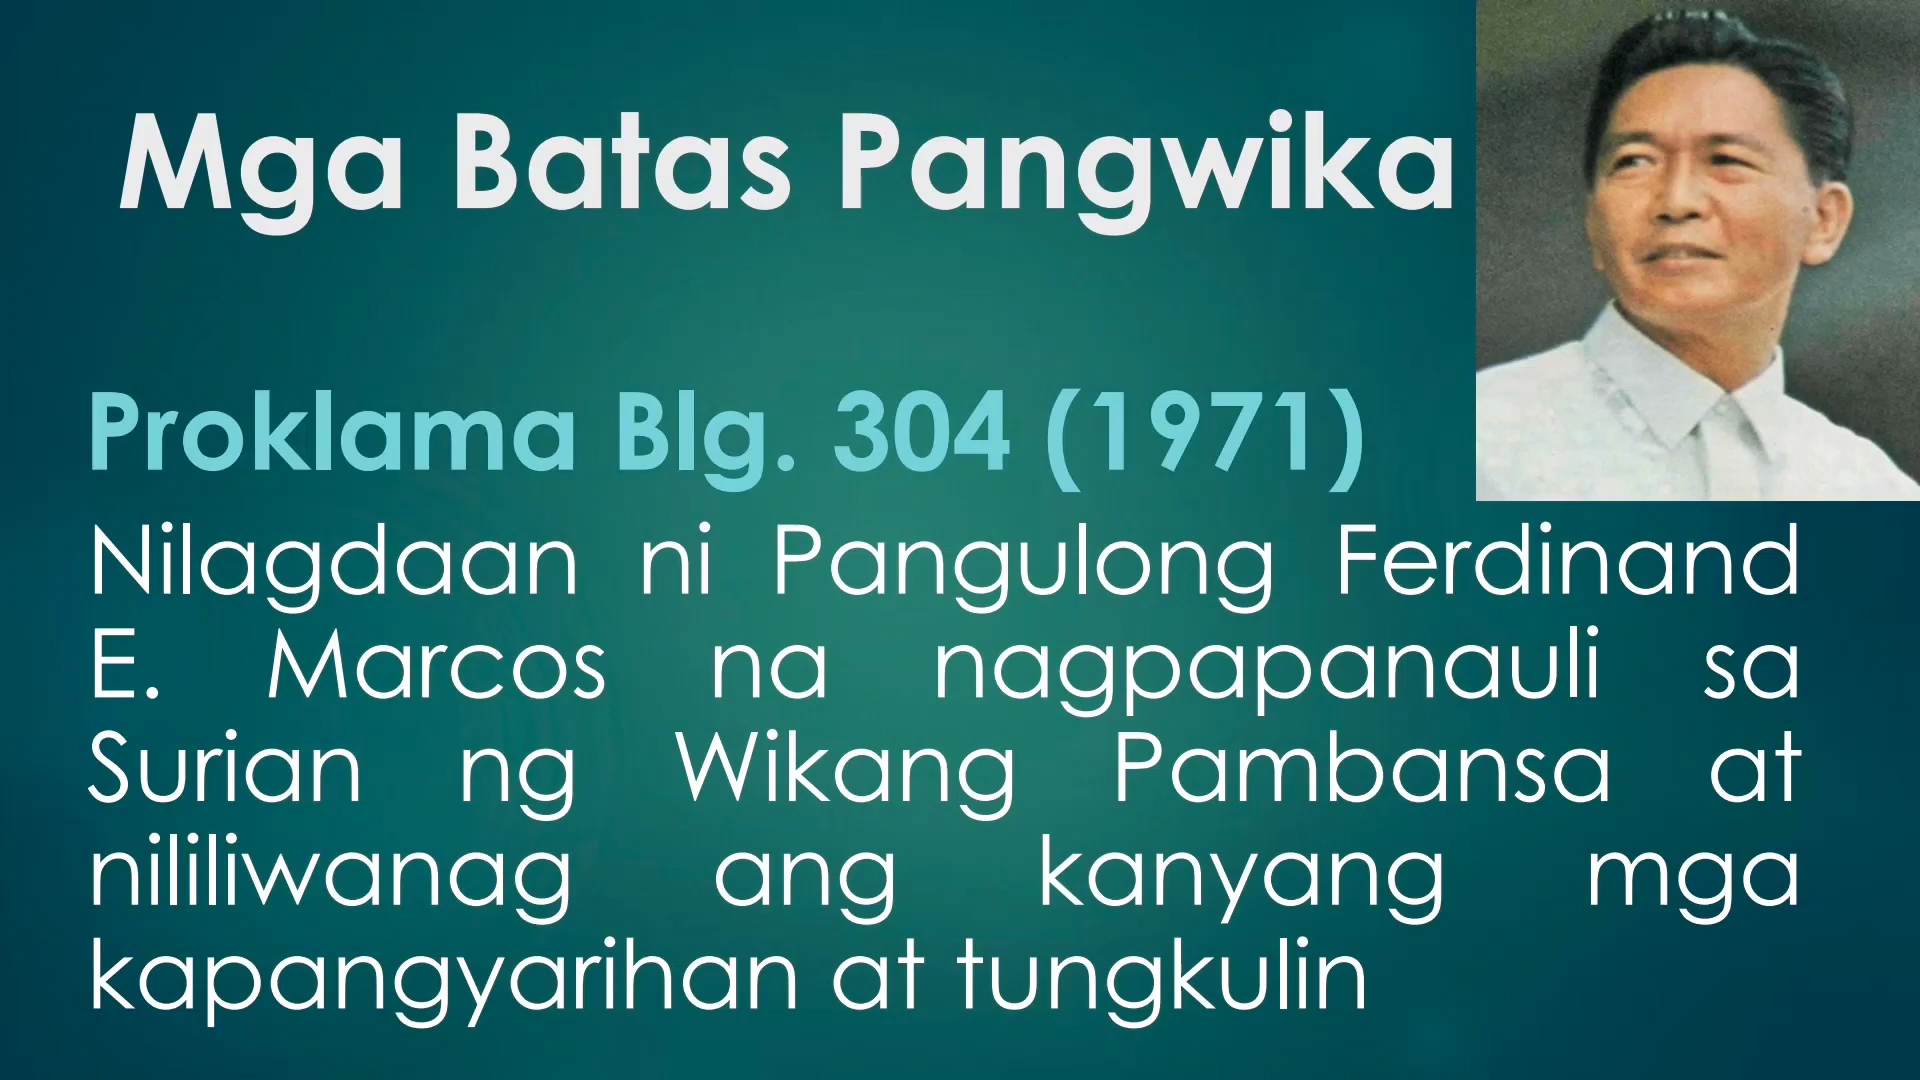 Mga Batas Pangwika
Proklama Blg. 304 (1971)
Nilagdaan ni Pangulong Ferdinand
E. Marcos na nagpapanauli sa
Surian ng Wikang Pambansa at
nililiwanag ang kanyang mga
kapangyarihan at tungkulin